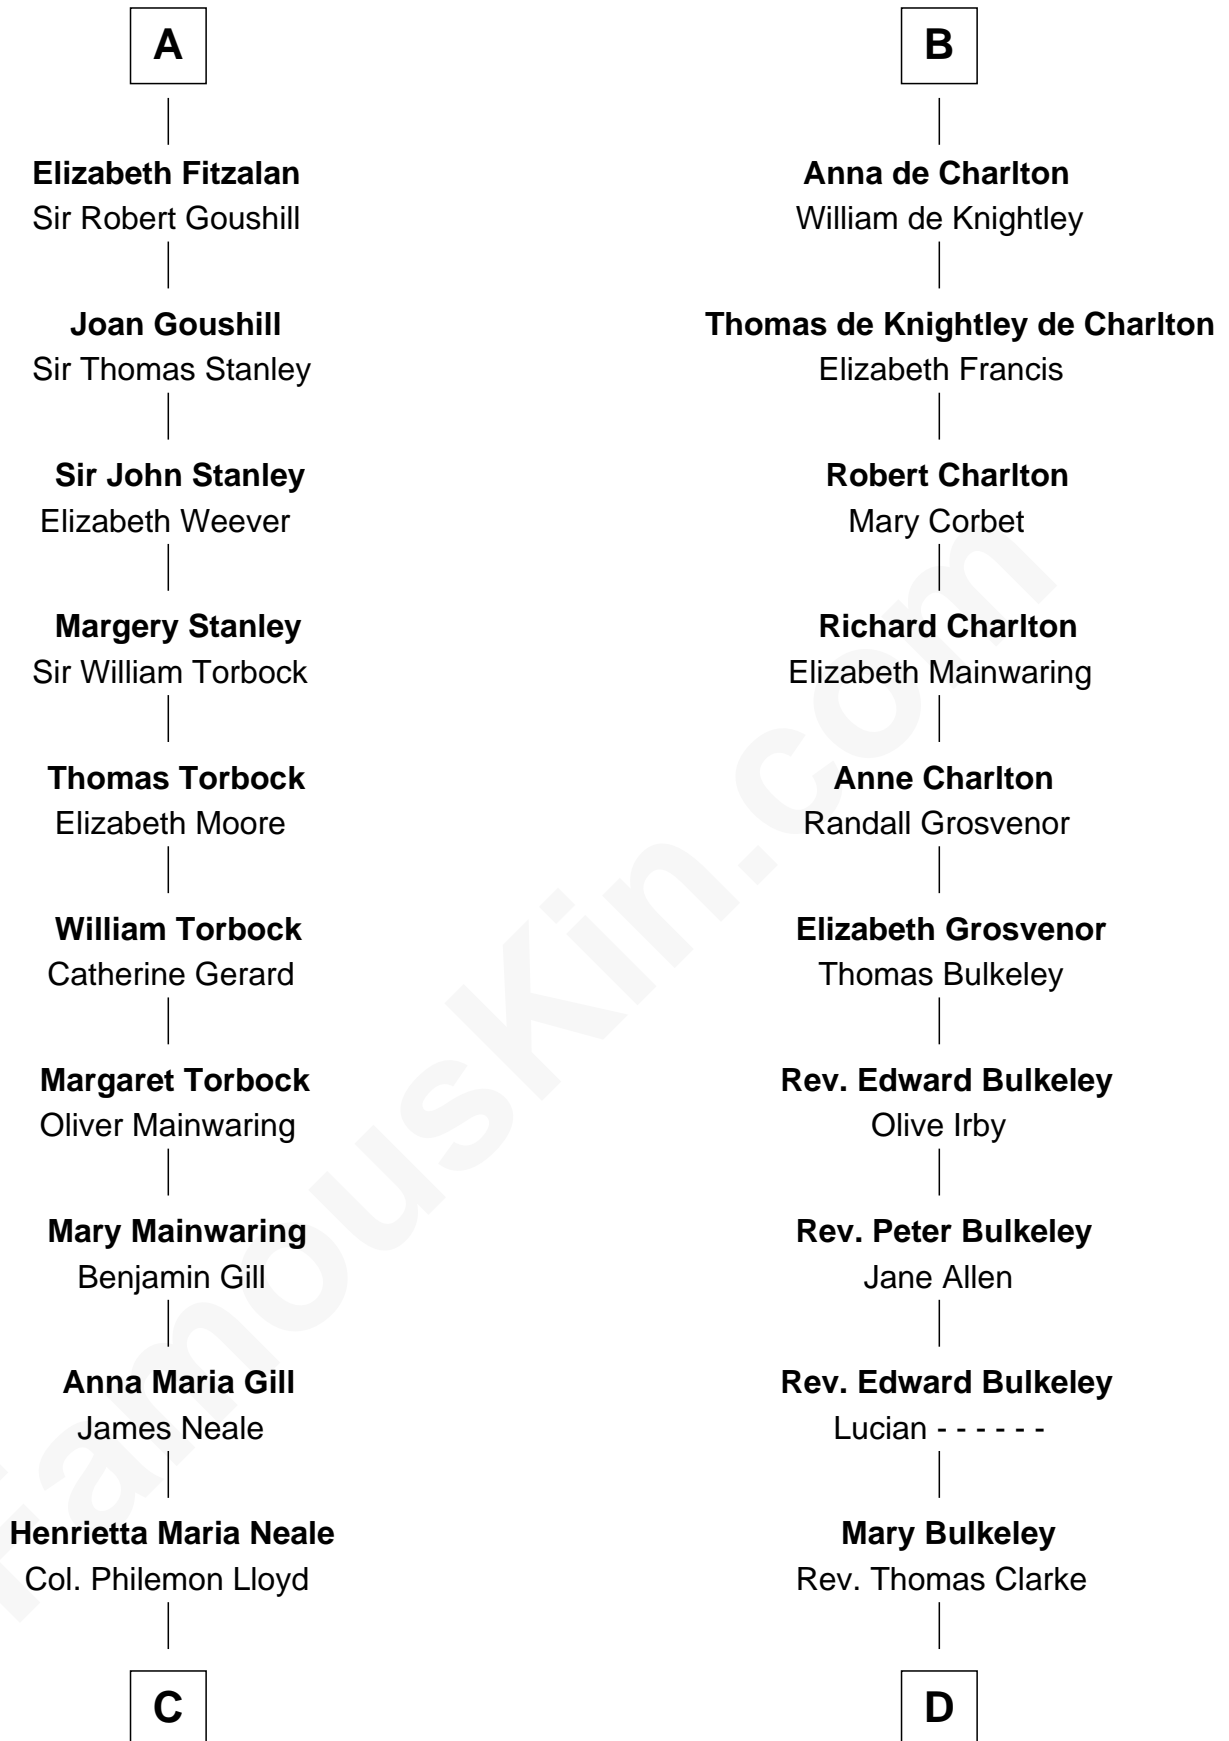 A
Elizabeth Fitzalan
Sir Robert Goushill
Joan Goushill
Sir Thomas Stanley
Sir John Stanley
Elizabeth Weever
Margery Stanley
Sir William Torbock
Thomas Torbock
Elizabeth Moore
William Torbock
Catherine Gerard
Margaret Torbock
Oliver Mainwaring
Mary Mainwaring
Benjamin Gill
Anna Maria Gill
James Neale
Henrietta Maria Neale
Col. Philemon Lloyd
C
B
Anna de Charlton
William de Knightley
Thomas de Knightley de Charlton
Elizabeth Francis
Robert Charlton
Mary Corbet
Richard Charlton
Elizabeth Mainwaring
Anne Charlton
Randall Grosvenor
Elizabeth Grosvenor
Thomas Bulkeley
Rev. Edward Bulkeley
Olive Irby
Rev. Peter Bulkeley
Jane Allen
Rev. Edward Bulkeley
Lucian - - - - - -
Mary Bulkeley
Rev. Thomas Clarke
D
FamousKin.com